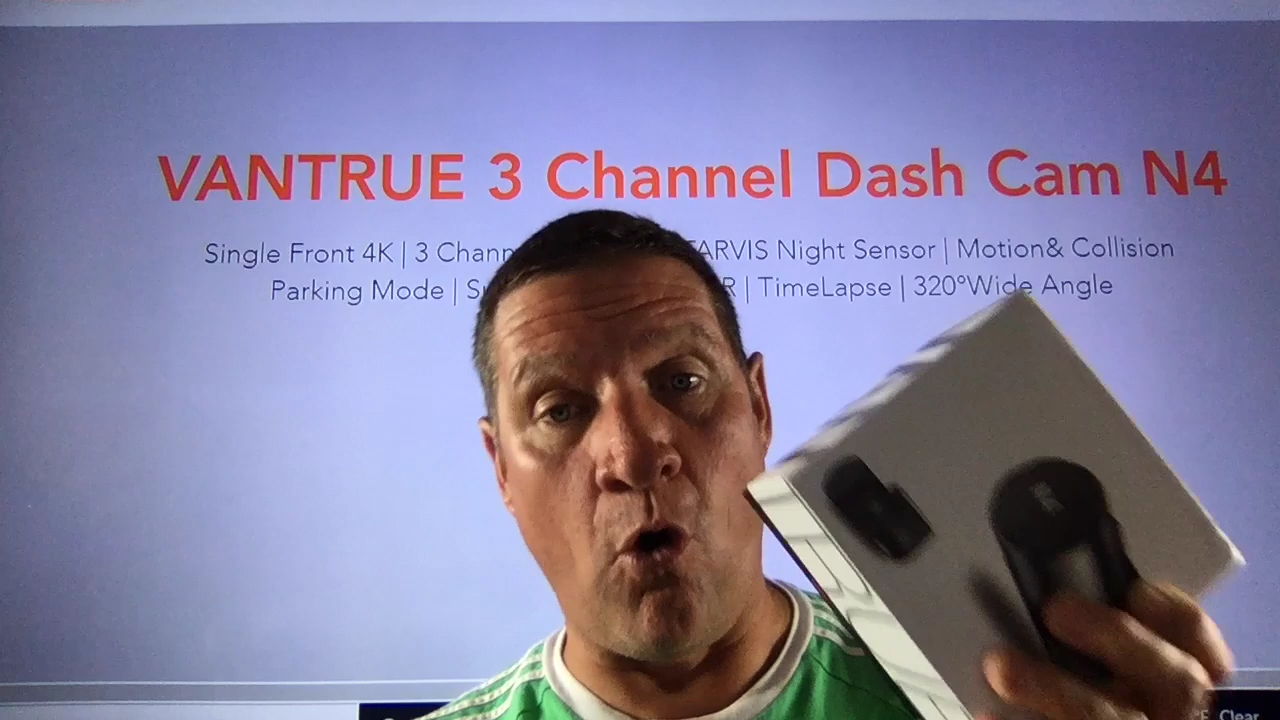 VANTRUE 3 Channel Dash Cam N4
Single Front 4K | 3 Chann ARVIS Night Sensor | Motion& Collision
Parking Mode | Su R | TimeLapse | 320°Wide Angle
Clear